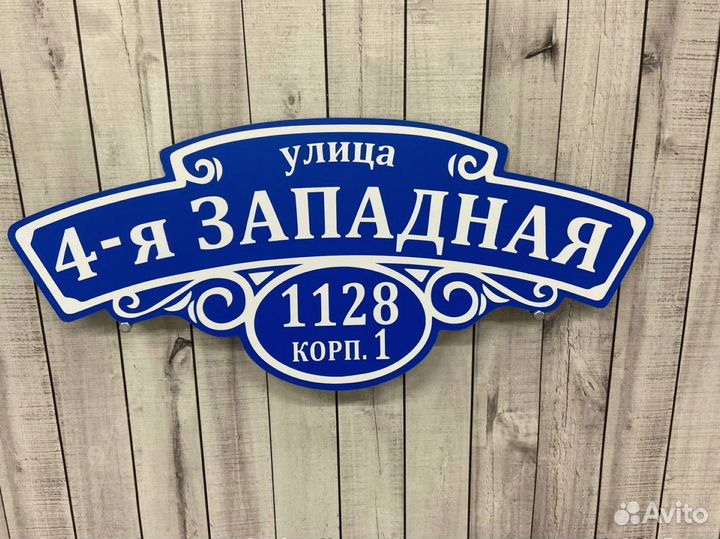 улица
4-я ЗАПАДНАЯ
1128
КОРП. 1
Avito